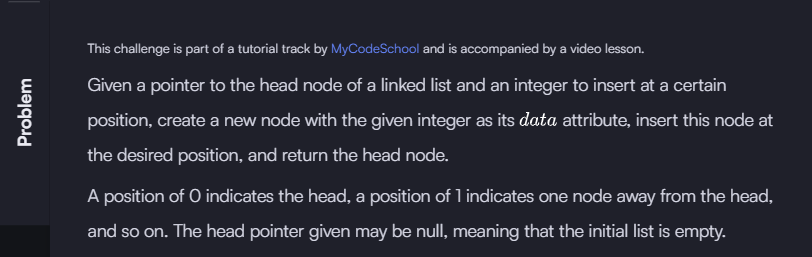 Problem
This challenge is part of a tutorial track by MyCodeSchool and is accompanied by a video lesson.
Given a pointer to the head node of a linked list and an integer to insert at a certain
position, create a new node with the given integer as its data attribute, insert this node at
the desired position, and return the head node.
A position of 0 indicates the head, a position of 1 indicates one node away from the head,
and so on. The head pointer given may be null, meaning that the initial list is empty.